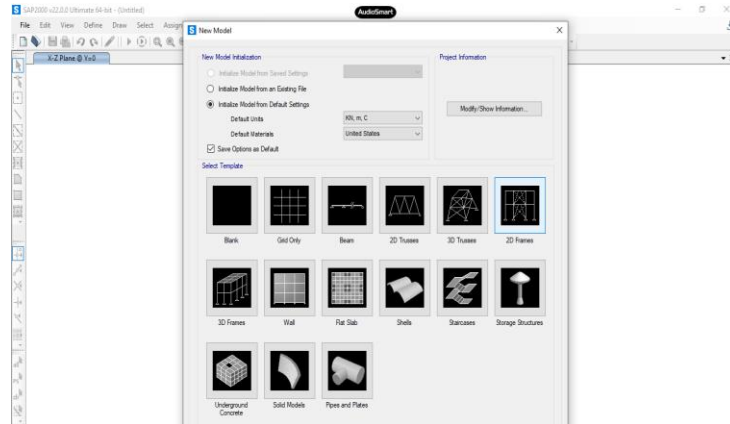 SAP2000 v22.0.0 Ultimate 64-bit - (Untitled)
AudioSmart
File Edit View Define Draw Select Assign
New Model
X-Z Plane @ Y=0
New Model Initialization
Project Information
Initialize Model from Saved Settings
Initialize Model from an Existing File
Initialize Model from Default Settings
Default Units
KN, m, C
Modify/Show Information...
Default Materials
United States
Save Options as Default
Select Template
Blank
Grid Only
Beam
2D Trusses
3D Trusses
2D Frames
3D Frames
Wall
Flat Slab
Shells
Staircases
Storage Structures
Underground
Concrete
Solid Models
Pipes and Plates